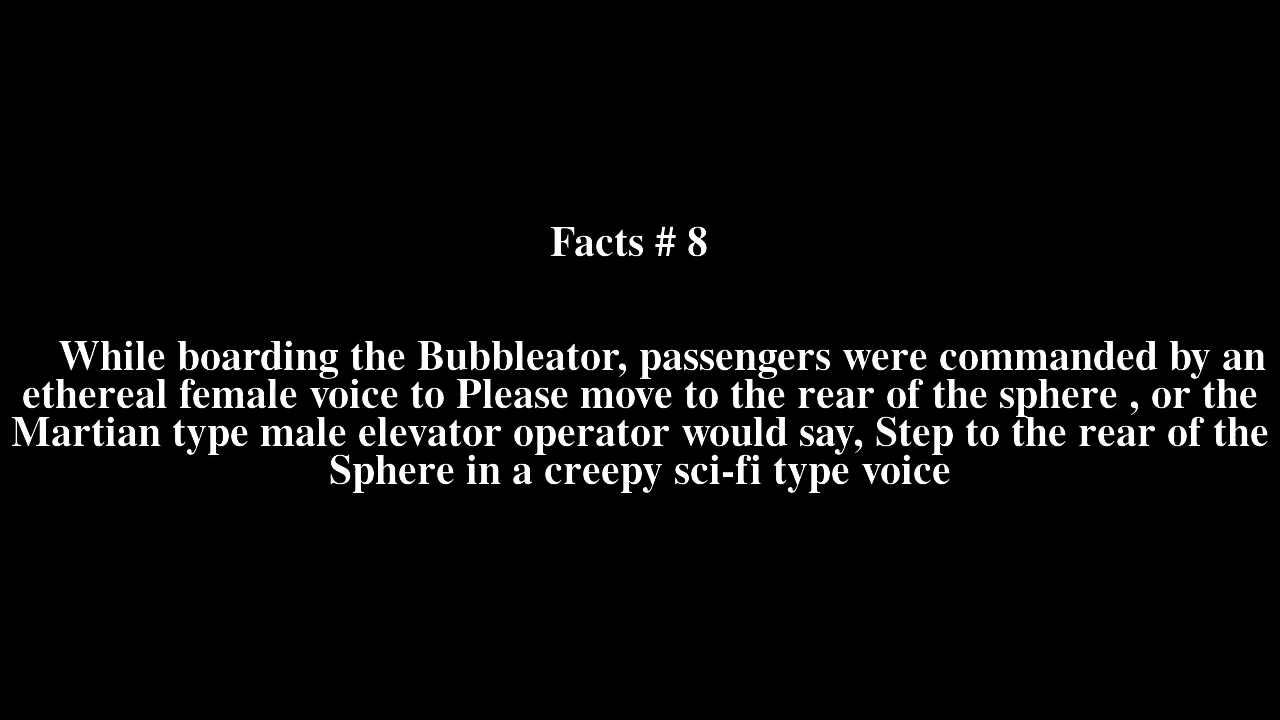 Facts # 8
While boarding the Bubbleator, passengers were commanded by an
ethereal female voice to Please move to the rear of the sphere , or the
Martian type male elevator operator would say, Step to the rear of the
Sphere in a creepy sci-fi type voice